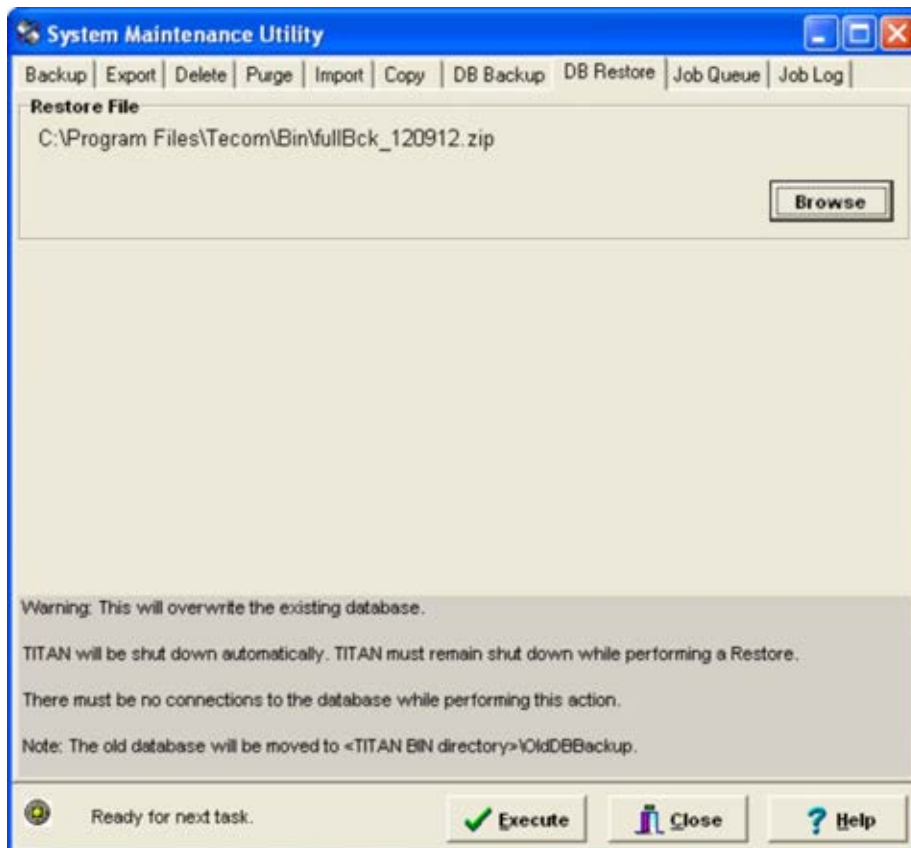 System Maintenance Utility
Backup Export Delete Purge Import Copy DB Backup DB Restore Job Queue Job Log
Restore File
C:\Program Files\Tecom\Bin\fullBck_120912.zip
Browse
Warning: This will overwrite the existing database.
TITAN will be shut down automatically. TITAN must remain shut down while performing a Restore.
There must be no connections to the database while performing this action.
Note: The old database will be moved to <TITAN BIN directory>\OldDBBackup.
Ready for next task.
Execute
Close
Help